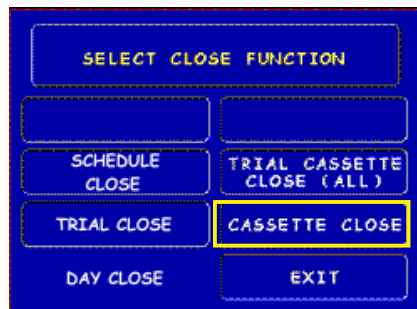 SELECT CLOSE FUNCTION
SCHEDULE
CLOSE
TRIAL CASSETTE
CLOSE (ALL)
TRIAL CLOSE
CASSETTE CLOSE
DAY CLOSE
EXIT